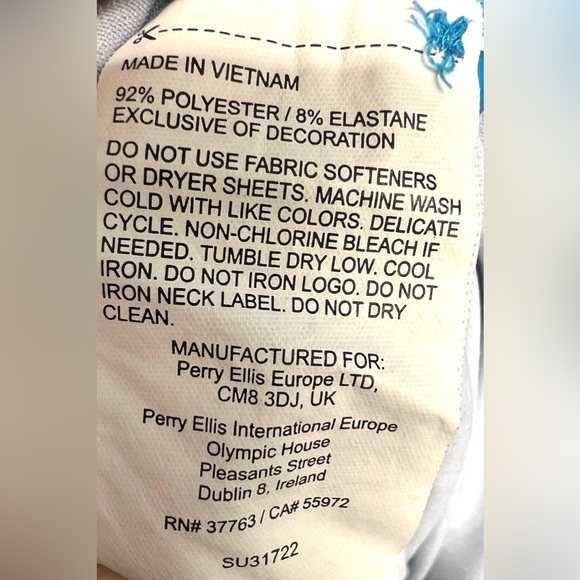 MADE IN VIETNAM
92% POLYESTER / 8% ELASTANE
EXCLUSIVE OF DECORATION
DO NOT USE FABRIC SOFTENERS
OR DRYER SHEETS. MACHINE WASH
COLD WITH LIKE COLORS. DELICATE
CYCLE. NON-CHLORINE BLEACH IF
NEEDED. TUMBLE DRY LOW. COOL
IRON. DO NOT IRON LOGO. DO NOT
IRON NECK LABEL. DO NOT DRY
CLEAN.
MANUFACTURED FOR:
Perry Ellis Europe LTD,
CM8 3DJ, UK
Perry Ellis International Europe
Olympic House
Pleasants Street
Dublin 8, Ireland
RN# 37763 / CA# 55972
SU31722